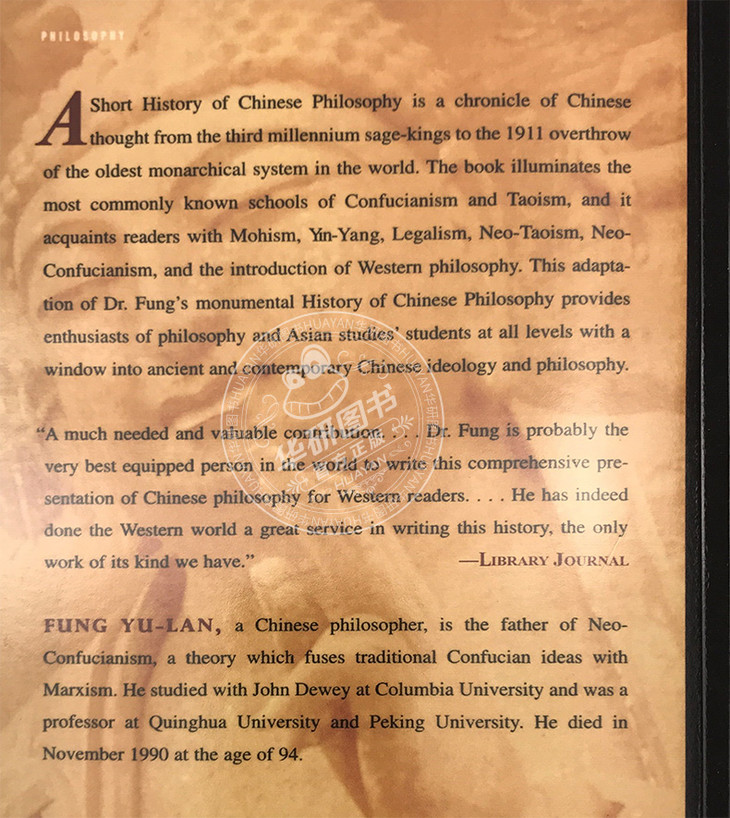 PHILOSOPHY
A Short History of Chinese Philosophy is a chronicle of Chinese
thought from the third millennium sage-kings to the 1911 overthrow
of the oldest monarchical system in the world. The book illuminates the
most commonly known schools of Confucianism and Taoism, and it
acquaints readers with Mohism, Yin-Yang, Legalism, Neo-Taoism, Neo-
Confucianism, and the introduction of Western philosophy. This adapta-
tion of Dr. Fung's monumental History of Chinese Philosophy provides
enthusiasts of philosophy and Asian studies' students at all levels with a
window into ancient and contemporary Chinese ideology and philosophy.
"A much needed and valuable contribution. . . . Dr. Fung is probably the
very best equipped person in the world to write this comprehensive pre-
sentation of Chinese philosophy for Western readers. . . . He has indeed
done the Western world a great service in writing this history, the only
work of its kind we have."
—LIBRARY JOURNAL
FUNG YU-LAN, a Chinese philosopher, is the father of Neo-
Confucianism, a theory which fuses traditional Confucian ideas with
Marxism. He studied with John Dewey at Columbia University and was a
professor at Quinghua University and Peking University. He died in
November 1990 at the age of 94.
华研图书
官方正版